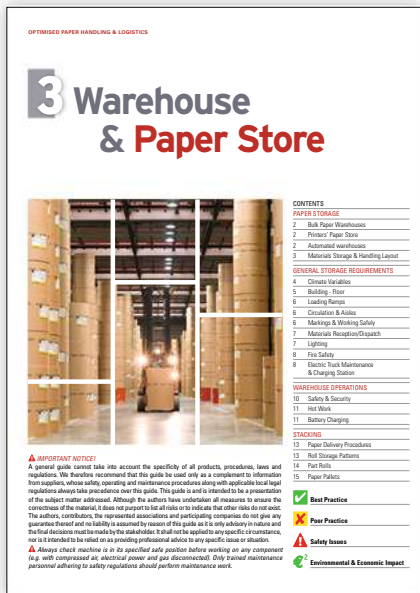 OPTIMISED PAPER HANDLING & LOGISTICS
3 Warehouse
& Paper Store
CONTENTS
PAPER STORAGE
2 Bulk Paper Warehouses
2 Printers' Paper Store
2 Automated warehouses
3 Materials Storage & Handling Layout
GENERAL STORAGE REQUIREMENTS
4 Climate Variables
5 Building - Floor
6 Loading Ramps
6 Circulation & Aisles
6 Markings & Working Safely
7 Materials Reception/Dispatch
7 Lighting
8 Fire Safety
8 Electric Truck Maintenance
& Charging Station
WAREHOUSE OPERATIONS
10 Safety & Security
11 Hot Work
11 Battery Charging
STACKING
13 Paper Delivery Procedures
13 Roll Storage Patterns
14 Part Rolls
15 Paper Pallets
Best Practice
Poor Practice
Safety Issues
€2 Environmental & Economic Impact
IMPORTANT NOTICE!
A general guide cannot take into account the specificity of all products, procedures, laws and
regulations. We therefore recommend that this guide be used only as a complement to information
from suppliers, whose safety, operating and maintenance procedures along with applicable local legal
regulations always take precedence over this guide. This guide is and is intended to be a presentation
of the subject matter addressed. Although the authors have undertaken all measures to ensure the
correctness of the material, it does not purport to list all risks or to indicate that other risks do not exist.
The authors, contributors, the represented associations and participating companies do not give any
guarantee thereof and no liability is assumed by reason of this guide as it is only advisory in nature and
the final decisions must be made by the stakeholder. It shall not be applied to any specific circumstance,
nor is it intended to be relied on as providing professional advice to any specific issue or situation.
Always check machine is in its specified safe position before working on any component
(e.g. with compressed air, electrical power and gas disconnected). Only trained maintenance
personnel adhering to safety regulations should perform maintenance work.